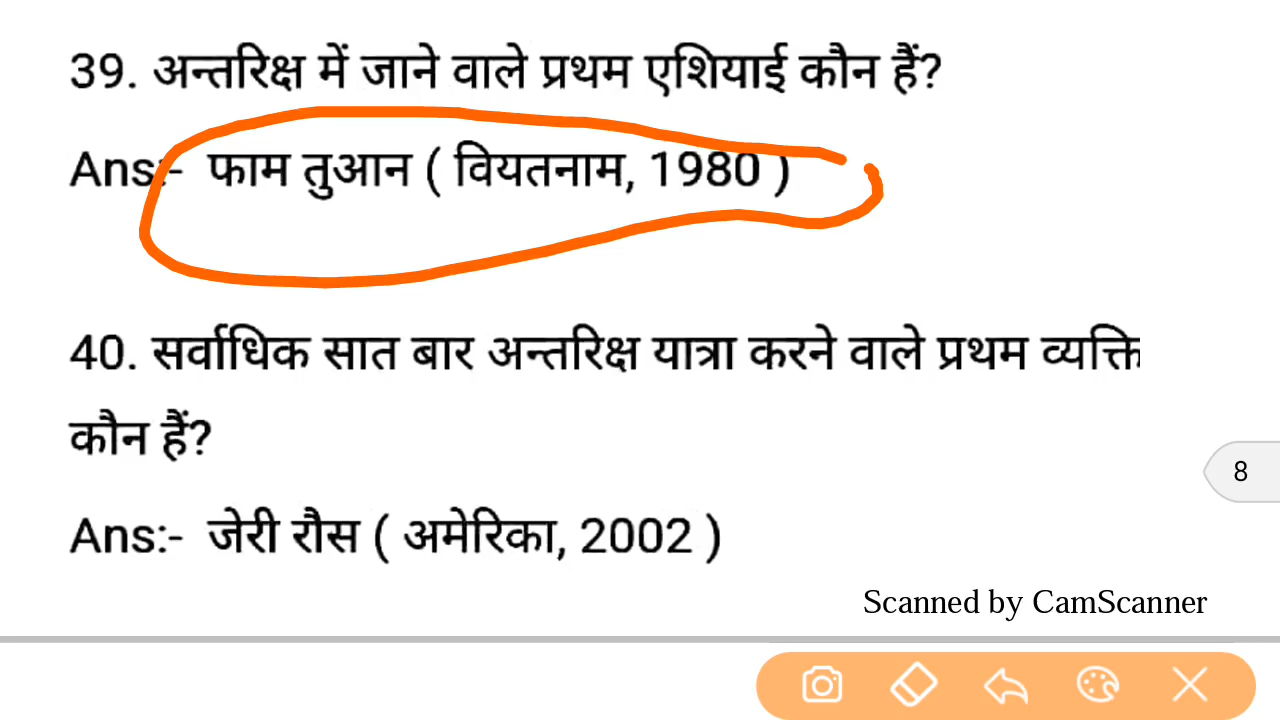 39. अन्तरिक्ष में जाने वाले प्रथम एशियाई कौन हैं?
Ans:- फाम तुआन ( वियतनाम, 1980 )
40. सर्वाधिक सात बार अन्तरिक्ष यात्रा करने वाले प्रथम व्यक्ति
कौन हैं?
8
Ans:- जेरी रौस ( अमेरिका, 2002 )
Scanned by CamScanner